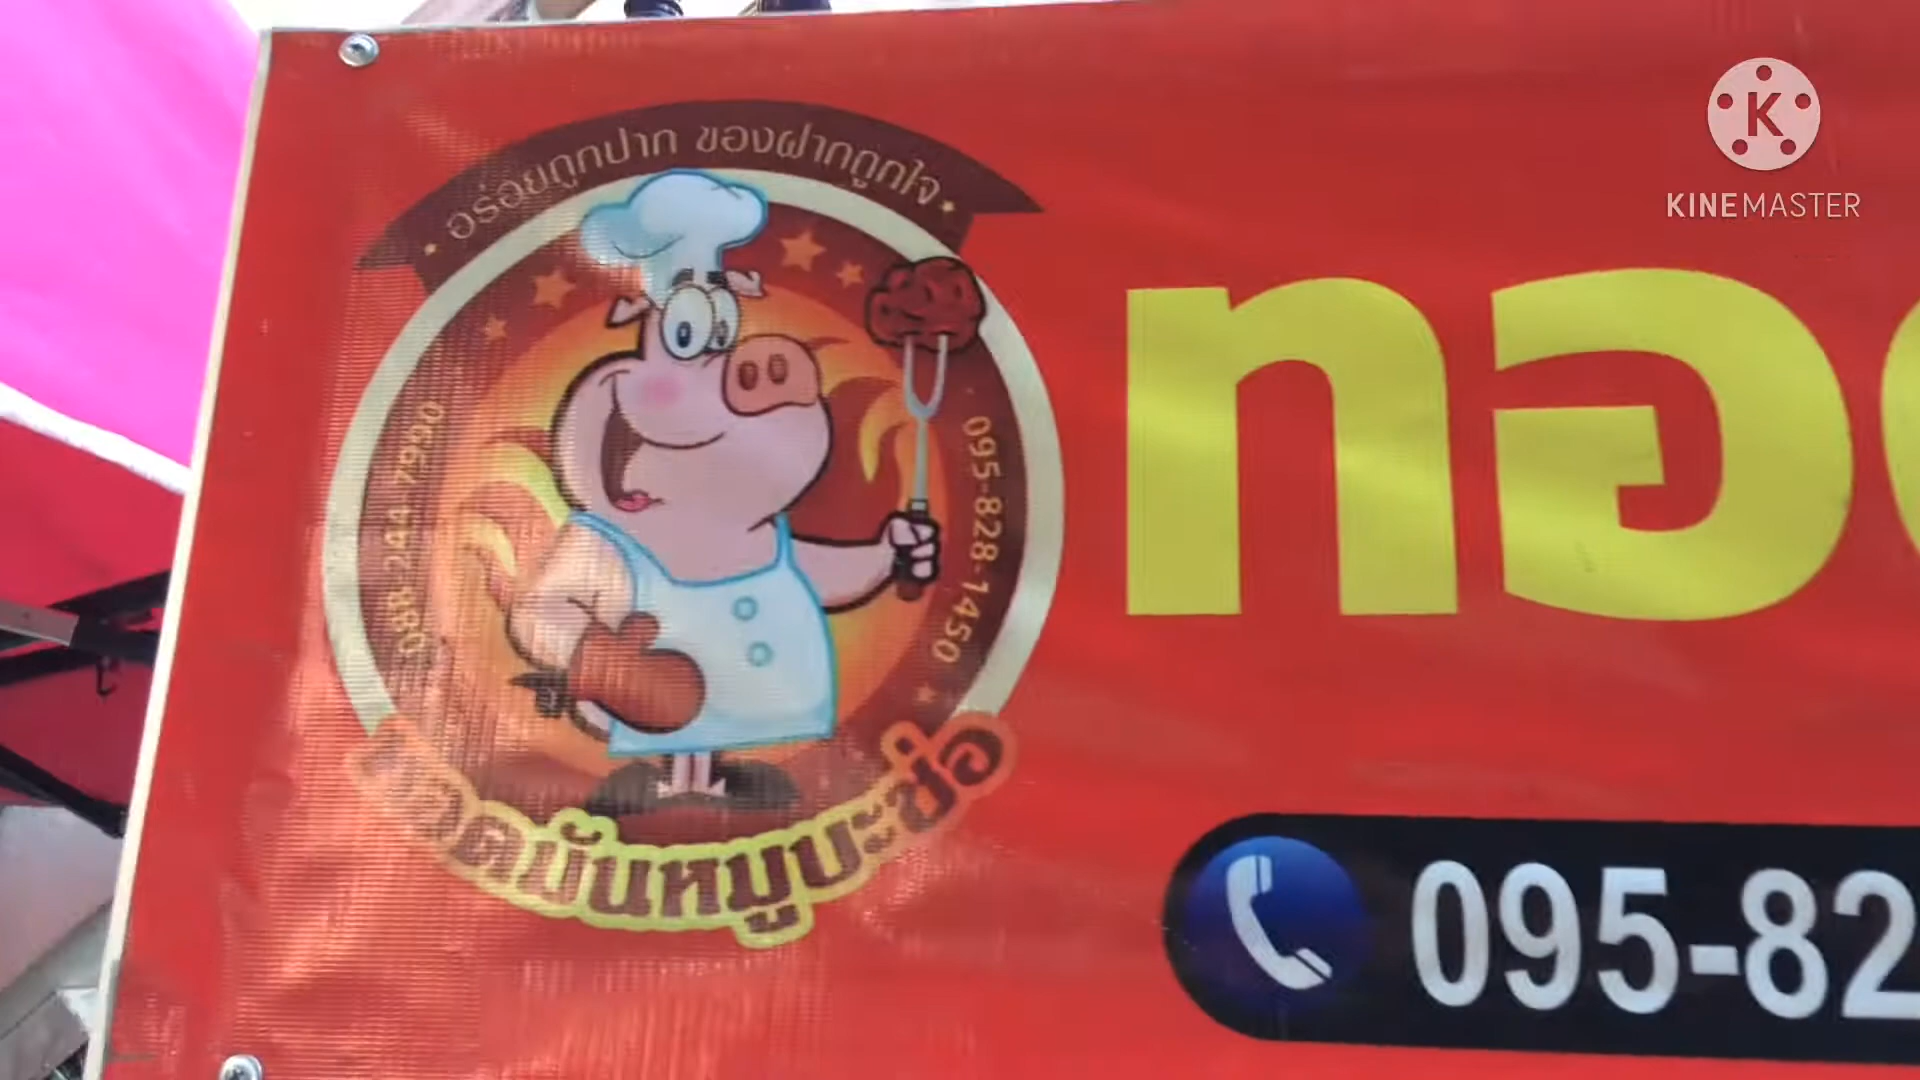 อร่อยถูกปาก ของฝากถูกใจ
088-244-7990
095-828-1450
ทอดมันหมูบะช่อ
ทอ
095-82
KINEMASTER